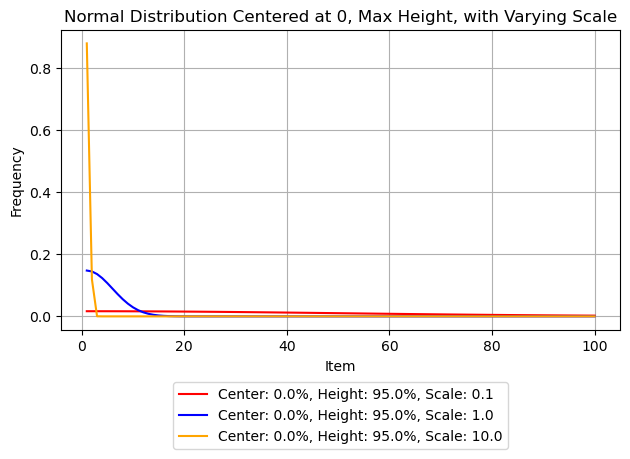 Normal Distribution Centered at 0, Max Height, with Varying Scale
0.8
0.6
0.4
0.2
0.0
Frequency
0 20 40 60 80 100
Item
Center: 0.0%, Height: 95.0%, Scale: 0.1
Center: 0.0%, Height: 95.0%, Scale: 1.0
Center: 0.0%, Height: 95.0%, Scale: 10.0